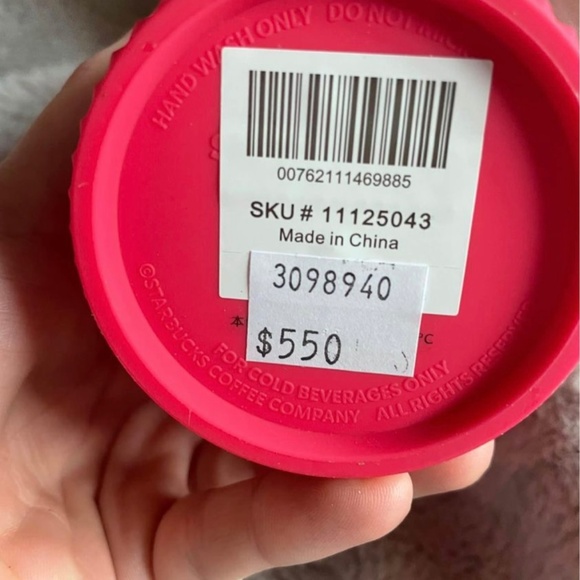 HAND WASH ONLY DO NOT
00762111469885
SKU # 11125043
Made in China
3098940
$550
本
°C
FOR COLD BEVERAGES ONLY
©STARBUCKS COFFEE COMPANY ALL RIGHTS RESERVED